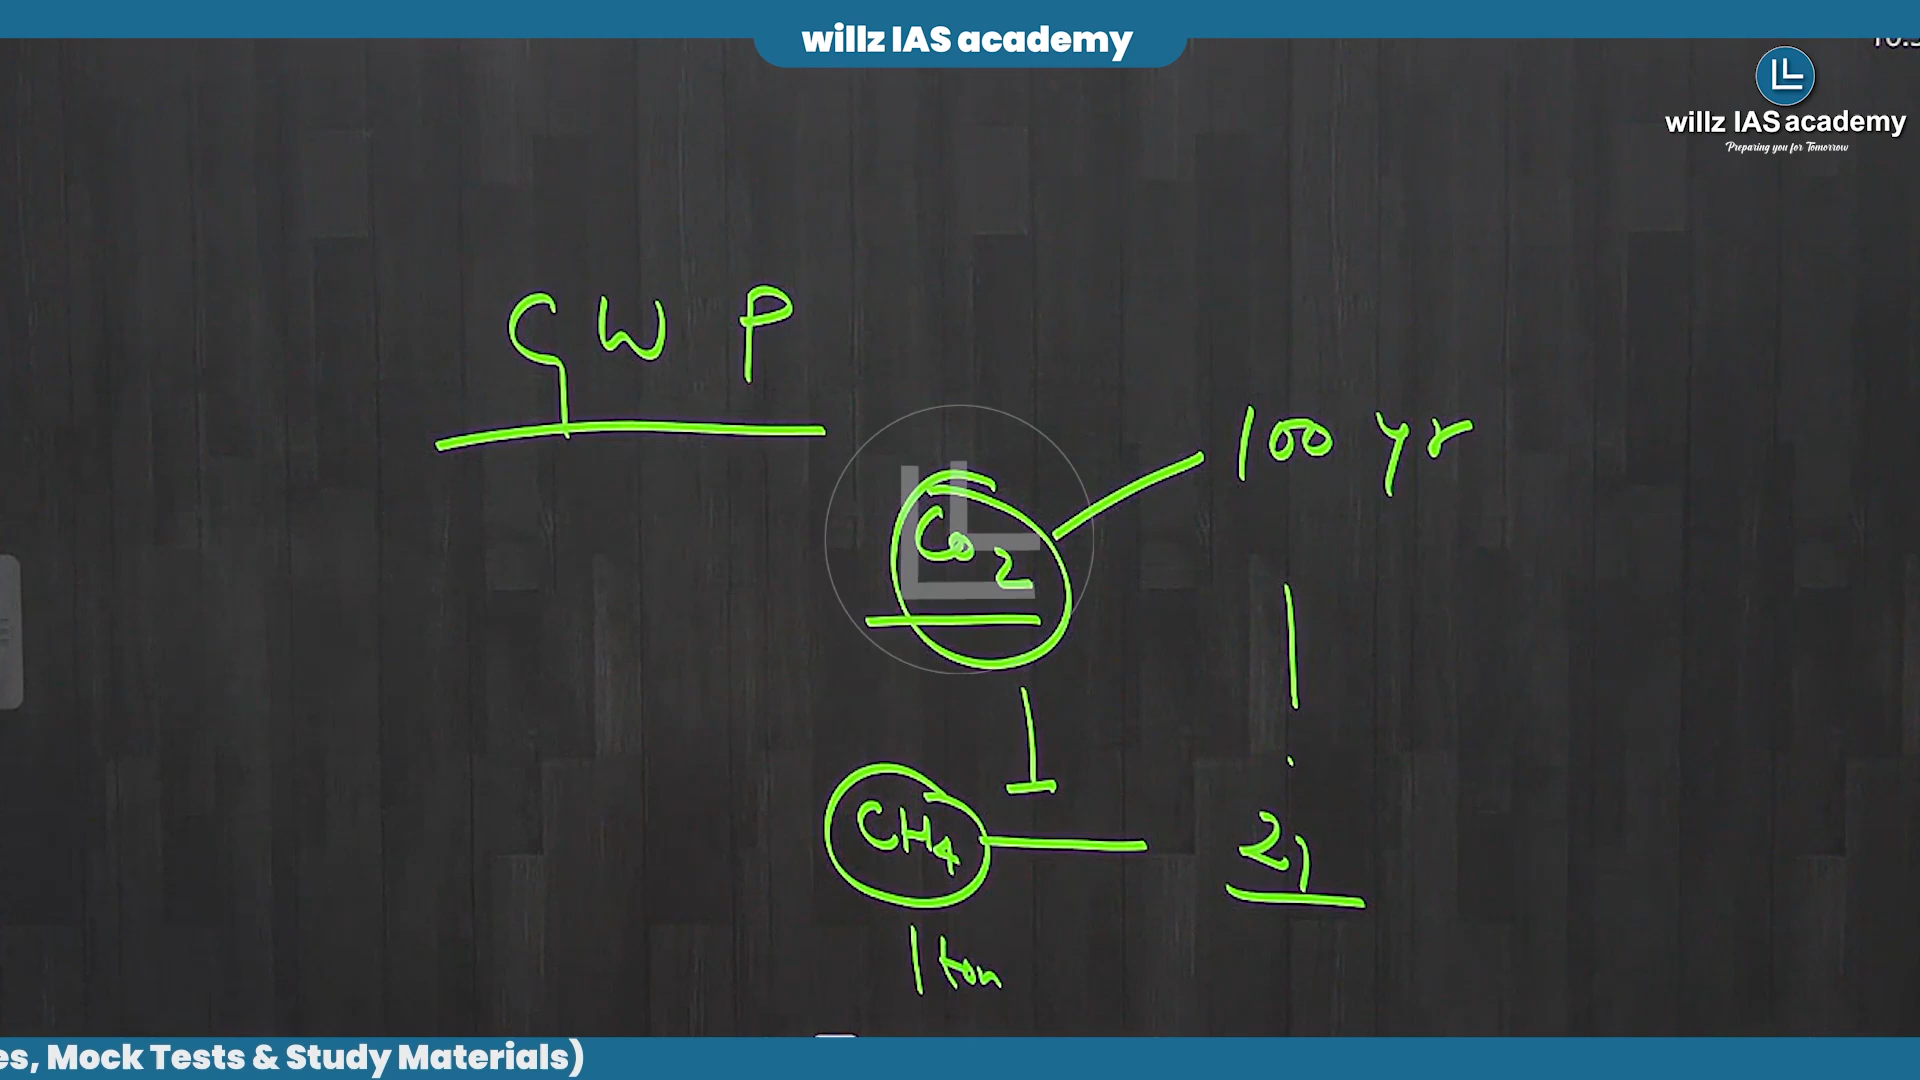 willz IAS academy
willz IAS academy
Preparing you for Tomorrow
GWP
100 yr
CO2
1
1
CH4
21
1 ton
es, Mock Tests & Study Materials)